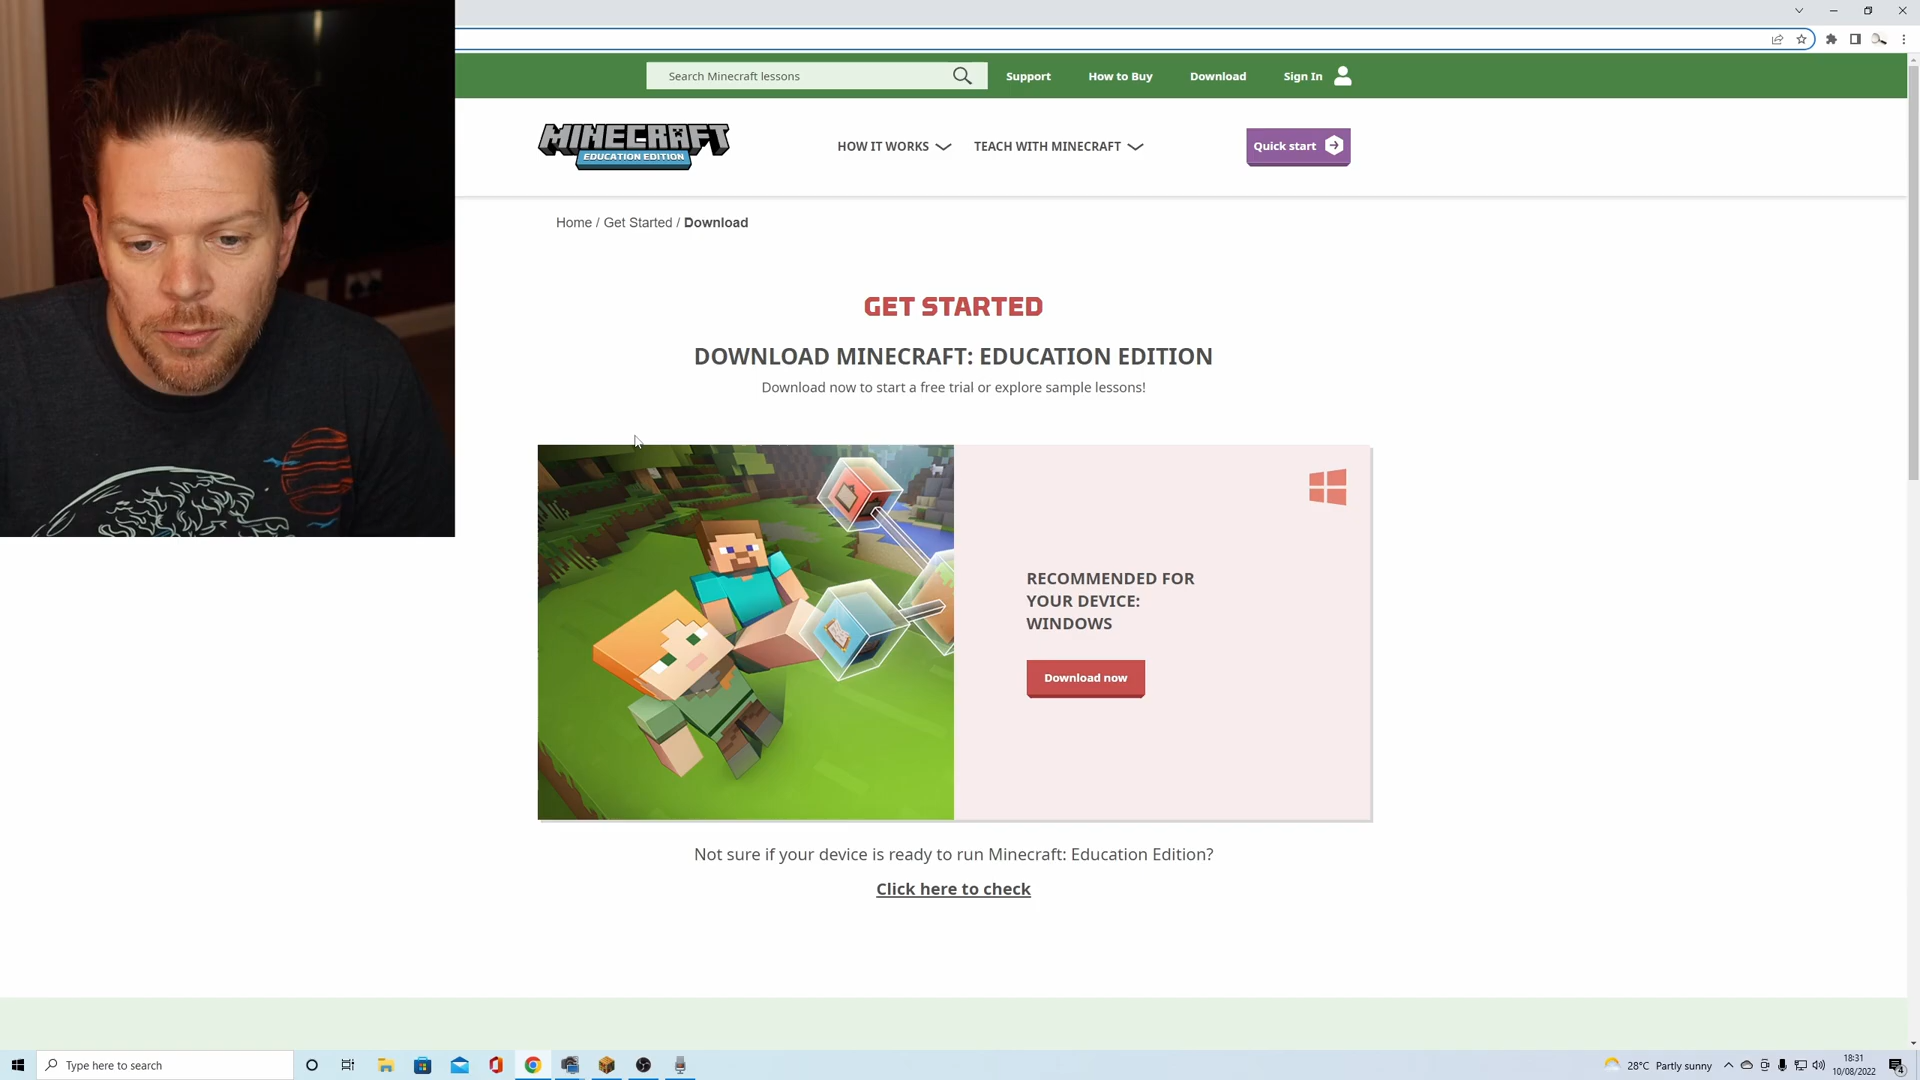 Search Minecraft lessons
Support
How to Buy
Download
Sign In
MINECRAFT
EDUCATION EDITION
HOW IT WORKS
TEACH WITH MINECRAFT
Quick start
Home / Get Started / Download
GET STARTED
DOWNLOAD MINECRAFT: EDUCATION EDITION
Download now to start a free trial or explore sample lessons!
RECOMMENDED FOR
YOUR DEVICE:
WINDOWS
Download now
Not sure if your device is ready to run Minecraft: Education Edition?
Click here to check
Type here to search
28°C Partly sunny
18:31
10/08/2022
4